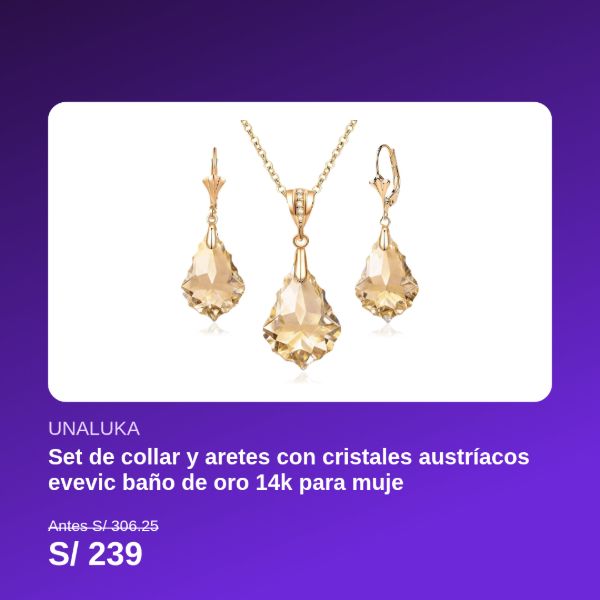 UNALUKA
Set de collar y aretes con cristales austríacos
evevic baño de oro 14k para muje
Antes S/ 306.25
S/ 239